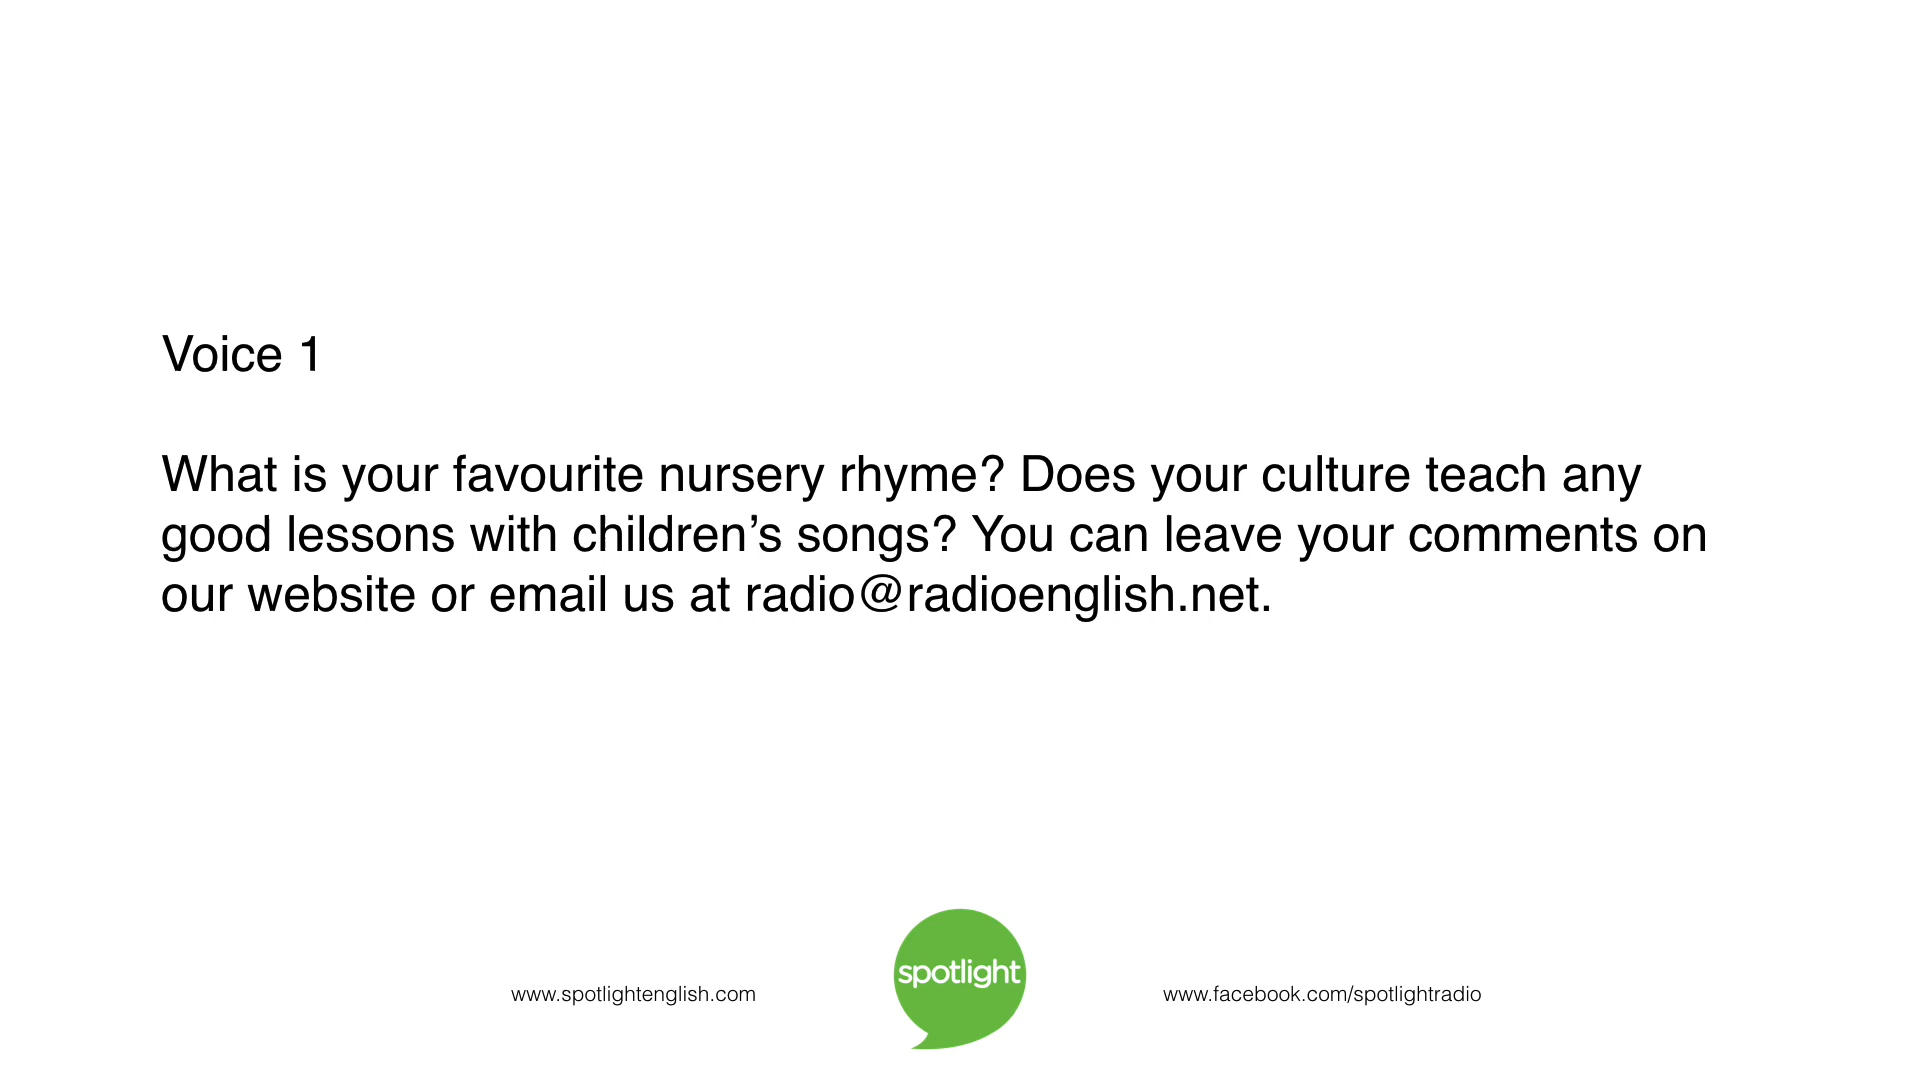 Voice 1
What is your favourite nursery rhyme? Does your culture teach any
good lessons with children’s songs? You can leave your comments on
our website or email us at radio@radioenglish.net.
www.spotlightenglish.com
spotlight
www.facebook.com/spotlightradio